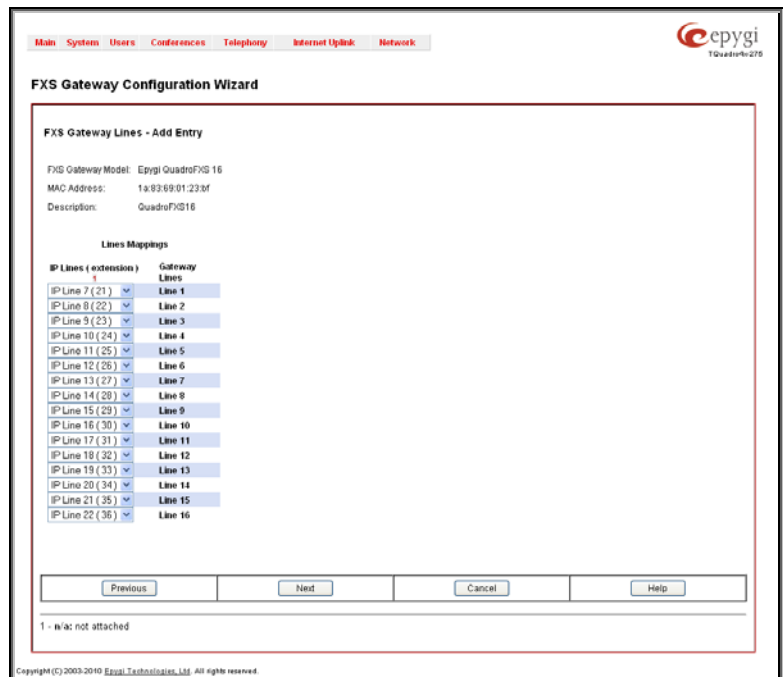 Main System Users Conferences Telephony Internet Uplink Network
epygi
FXS Gateway Configuration Wizard
FXS Gateway Lines - Add Entry
FXS Gateway Model: Epygi QuadroFXS 16
MAC Address: 1a:83:69:01:23:bf
Description: QuadroFXS16
Lines Mappings
IP Lines ( extension ) 1 Gateway Lines
IP Line 7 ( 21 ) Line 1
IP Line 8 ( 22 ) Line 2
IP Line 9 ( 23 ) Line 3
IP Line 10 ( 24 ) Line 4
IP Line 11 ( 25 ) Line 5
IP Line 12 ( 26 ) Line 6
IP Line 13 ( 27 ) Line 7
IP Line 14 ( 28 ) Line 8
IP Line 15 ( 29 ) Line 9
IP Line 16 ( 30 ) Line 10
IP Line 17 ( 31 ) Line 11
IP Line 18 ( 32 ) Line 12
IP Line 19 ( 33 ) Line 13
IP Line 20 ( 34 ) Line 14
IP Line 21 ( 35 ) Line 15
IP Line 22 ( 36 ) Line 16
Previous Next Cancel Help
1 - n/a: not attached
Copyright (C) 2003-2010 Epygi Technologies, Ltd. All rights reserved.